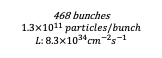 468 bunches
1.3×10¹¹ particles/bunch
L: 8.3×10³⁴cm⁻²s⁻¹